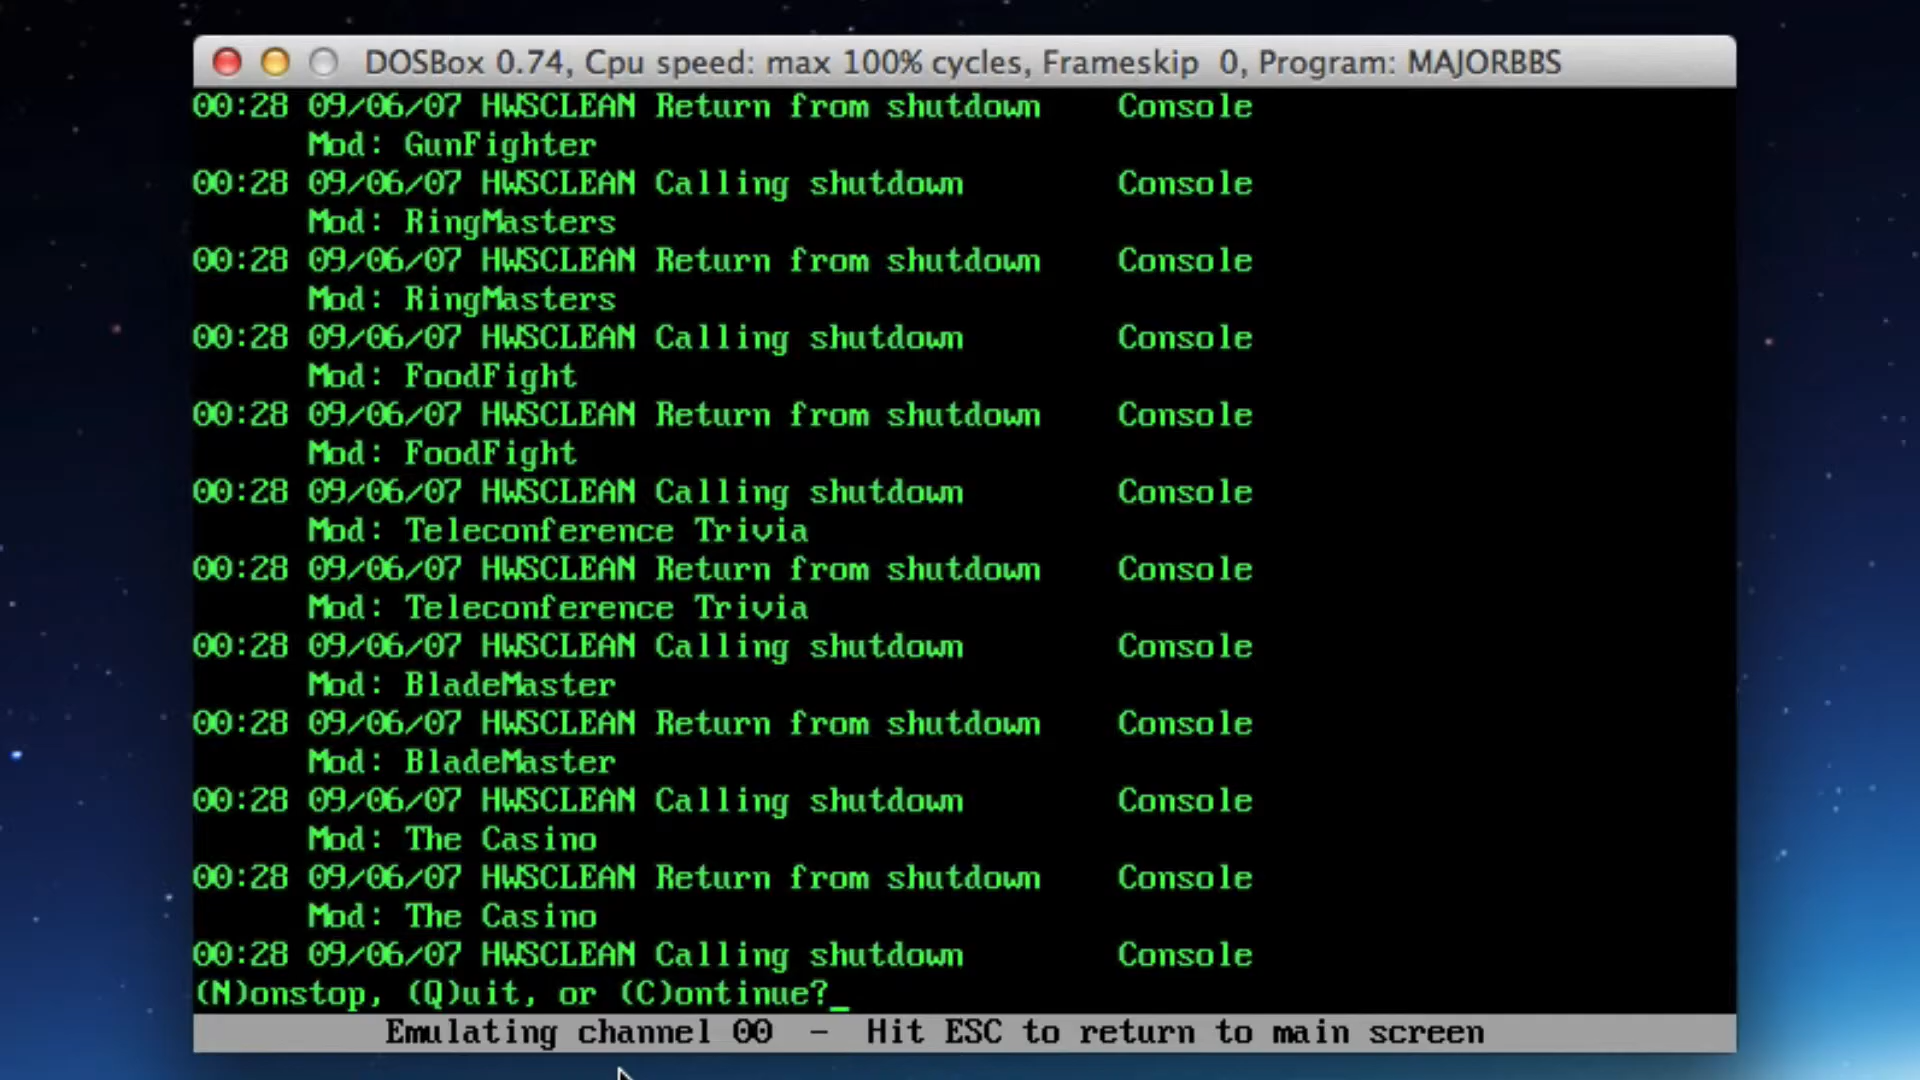 DOSBox 0.74, Cpu speed: max 100% cycles, Frameskip 0, Program: MAJORBBS
00:28 09/06/07 HWSCLEAN Return from shutdown Console
Mod: GunFighter
00:28 09/06/07 HWSCLEAN Calling shutdown Console
Mod: RingMasters
00:28 09/06/07 HWSCLEAN Return from shutdown Console
Mod: RingMasters
00:28 09/06/07 HWSCLEAN Calling shutdown Console
Mod: FoodFight
00:28 09/06/07 HWSCLEAN Return from shutdown Console
Mod: FoodFight
00:28 09/06/07 HWSCLEAN Calling shutdown Console
Mod: Teleconference Trivia
00:28 09/06/07 HWSCLEAN Return from shutdown Console
Mod: Teleconference Trivia
00:28 09/06/07 HWSCLEAN Calling shutdown Console
Mod: BladeMaster
00:28 09/06/07 HWSCLEAN Return from shutdown Console
Mod: BladeMaster
00:28 09/06/07 HWSCLEAN Calling shutdown Console
Mod: The Casino
00:28 09/06/07 HWSCLEAN Return from shutdown Console
Mod: The Casino
00:28 09/06/07 HWSCLEAN Calling shutdown Console
(N)onstop, (Q)uit, or (C)ontinue?_
Emulating channel 00 - Hit ESC to return to main screen